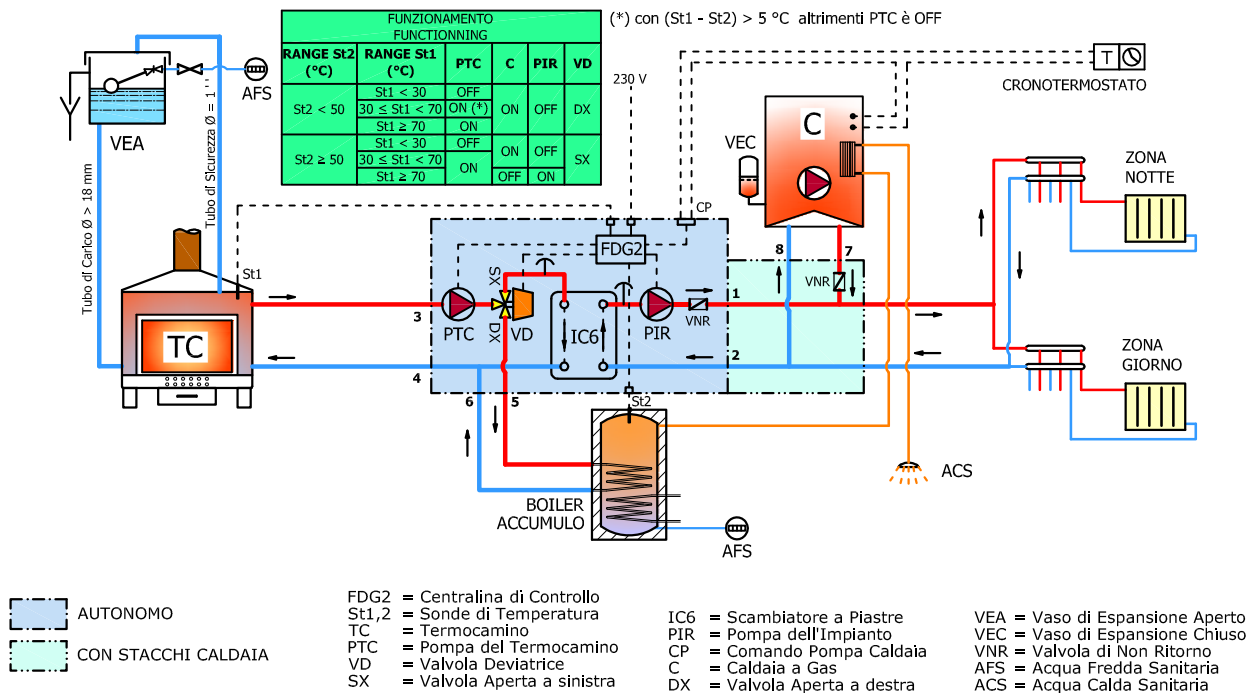 FUNZIONAMENTO
FUNCTIONNING
RANGE St2 (°C) RANGE St1 (°C) PTC C PIR VD
St2 < 50 St1 < 30 OFF ON OFF DX
30 ≤ St1 < 70 ON (*)
St1 ≥ 70 ON
St2 ≥ 50 St1 < 30 OFF ON OFF SX
30 ≤ St1 < 70 ON
St1 ≥ 70 OFF ON
(*) con (St1 - St2) > 5 °C altrimenti PTC è OFF
230 V
T
CRONOTERMOSTATO
AFS
VEA
Tubo di Carico Ø > 18 mm
Tubo di Sicurezza Ø = 1''
St1
TC
CP
FDG2
VEC
C
8
7
VNR
ZONA
NOTTE
ZONA
GIORNO
3
PTC
SX
DX
VD
IC6
PIR
VNR
1
2
4
6
5
St2
BOILER
ACCUMULO
AFS
ACS
AUTONOMO
CON STACCHI CALDAIA
FDG2 = Centralina di Controllo
St1,2 = Sonde di Temperatura
TC = Termocamino
PTC = Pompa del Termocamino
VD = Valvola Deviatrice
SX = Valvola Aperta a sinistra
IC6 = Scambiatore a Piastre
PIR = Pompa dell'Impianto
CP = Comando Pompa Caldaia
C = Caldaia a Gas
DX = Valvola Aperta a destra
VEA = Vaso di Espansione Aperto
VEC = Vaso di Espansione Chiuso
VNR = Valvola di Non Ritorno
AFS = Acqua Fredda Sanitaria
ACS = Acqua Calda Sanitaria